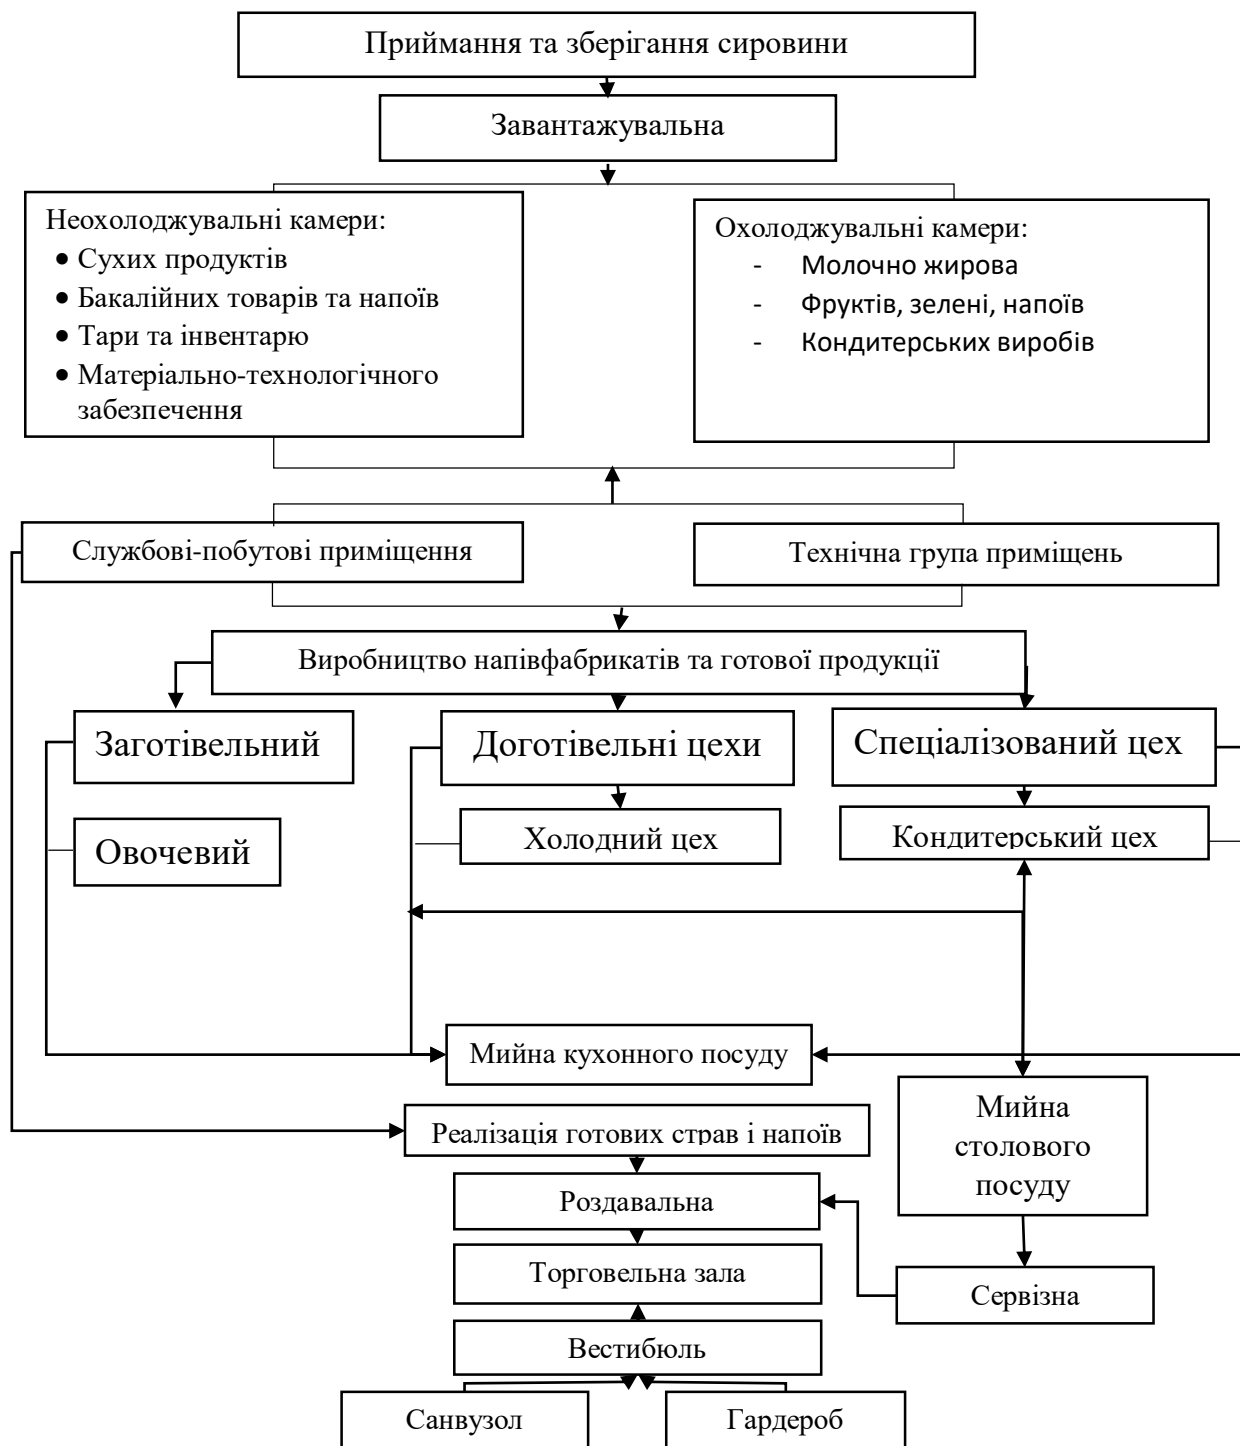 Приймання та зберігання сировини
Завантажувальна
Неохолоджувальні камери:
• Сухих продуктів
• Бакалійних товарів та напоїв
• Тари та інвентарю
• Матеріально-технологічного
забезпечення
Охолоджувальні камери:
- Молочно жирова
- Фруктів, зелені, напоїв
- Кондитерських виробів
Службові-побутові приміщення
Технічна група приміщень
Виробництво напівфабрикатів та готової продукції
Заготівельний
Доготівельні цехи
Спеціалізований цех
Овочевий
Холодний цех
Кондитерський цех
Мийна кухонного посуду
Мийна
столового
посуду
Реалізація готових страв і напоїв
Роздавальна
Торговельна зала
Сервізна
Вестибюль
Санвузол
Гардероб